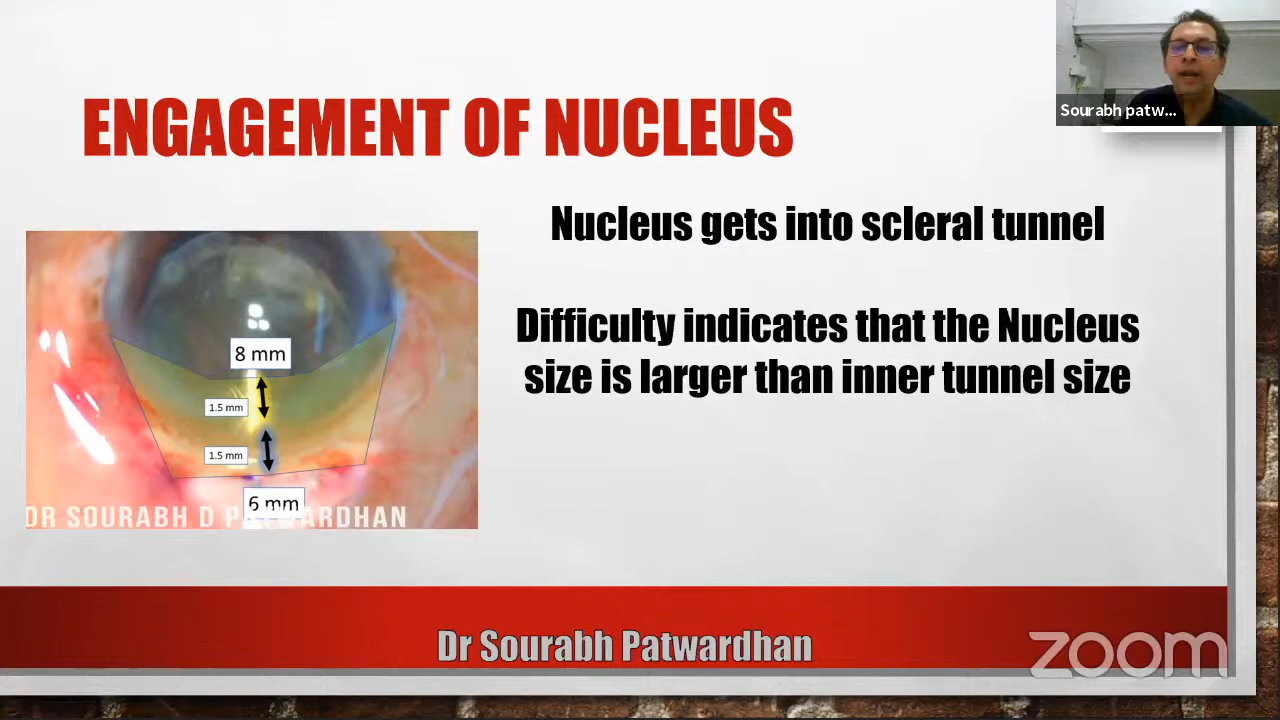 Sourabh patw...
ENGAGEMENT OF NUCLEUS
Nucleus gets into scleral tunnel
Difficulty indicates that the Nucleus
size is larger than inner tunnel size
8 mm
1.5 mm
1.5 mm
6 mm
DR SOURABH D PATWARDHAN
Dr Sourabh Patwardhan
zoom